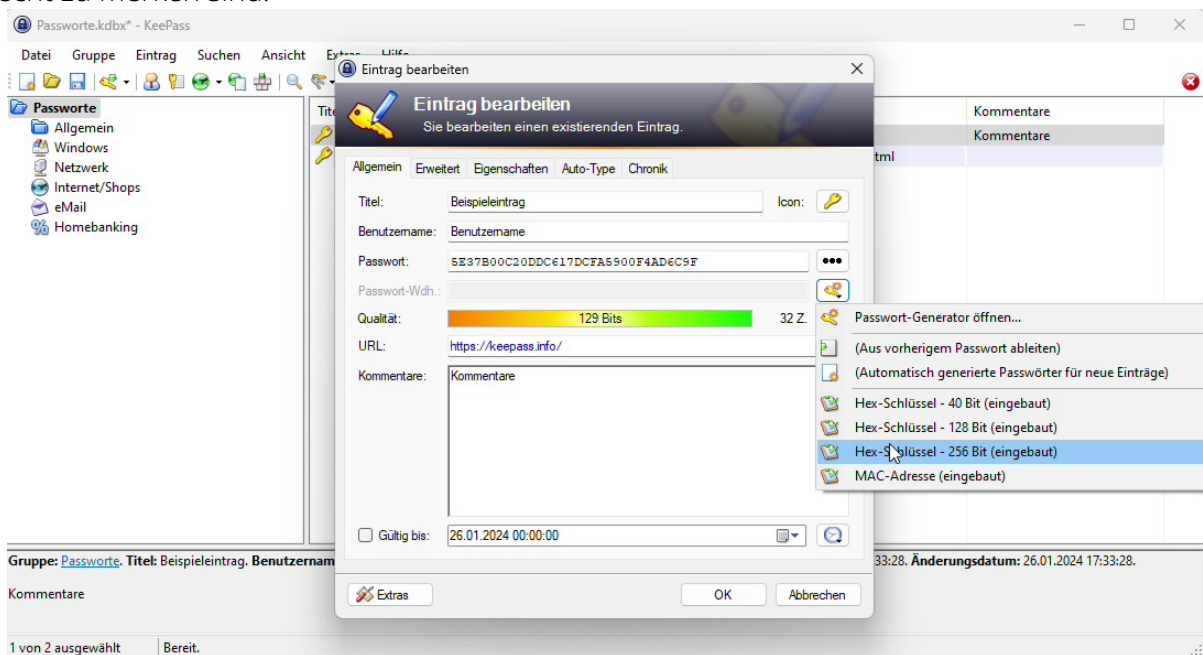 zu merken sind.
Passworte.kdbx* - KeePass
Datei Gruppe Eintrag Suchen Ansicht Extras Hilfe
Eintrag bearbeiten
Passworte
Allgemein
Windows
Netzwerk
Internet/Shops
eMail
Homebanking
Tite
Kommentare
Kommentare
tml
Eintrag bearbeiten
Sie bearbeiten einen existierenden Eintrag.
Allgemein Erweitert Eigenschaften Auto-Type Chronik
Titel: Beispieleintrag Icon:
Benutzername: Benutzername
Passwort: 5E37B00C20DDC617DCFA5900F4AD6C9F
Passwort-Wdh.:
Qualität: 129 Bits 32 Z.
URL: https://keepass.info/
Kommentare: Kommentare
Gültig bis: 26.01.2024 00:00:00
Extras OK Abbrechen
Passwort-Generator öffnen...
(Aus vorherigem Passwort ableiten)
(Automatisch generierte Passwörter für neue Einträge)
Hex-Schlüssel - 40 Bit (eingebaut)
Hex-Schlüssel - 128 Bit (eingebaut)
Hex-Schlüssel - 256 Bit (eingebaut)
MAC-Adresse (eingebaut)
Gruppe: Passworte. Titel: Beispieleintrag. Benutzernam 33:28. Änderungsdatum: 26.01.2024 17:33:28.
Kommentare
1 von 2 ausgewählt Bereit.